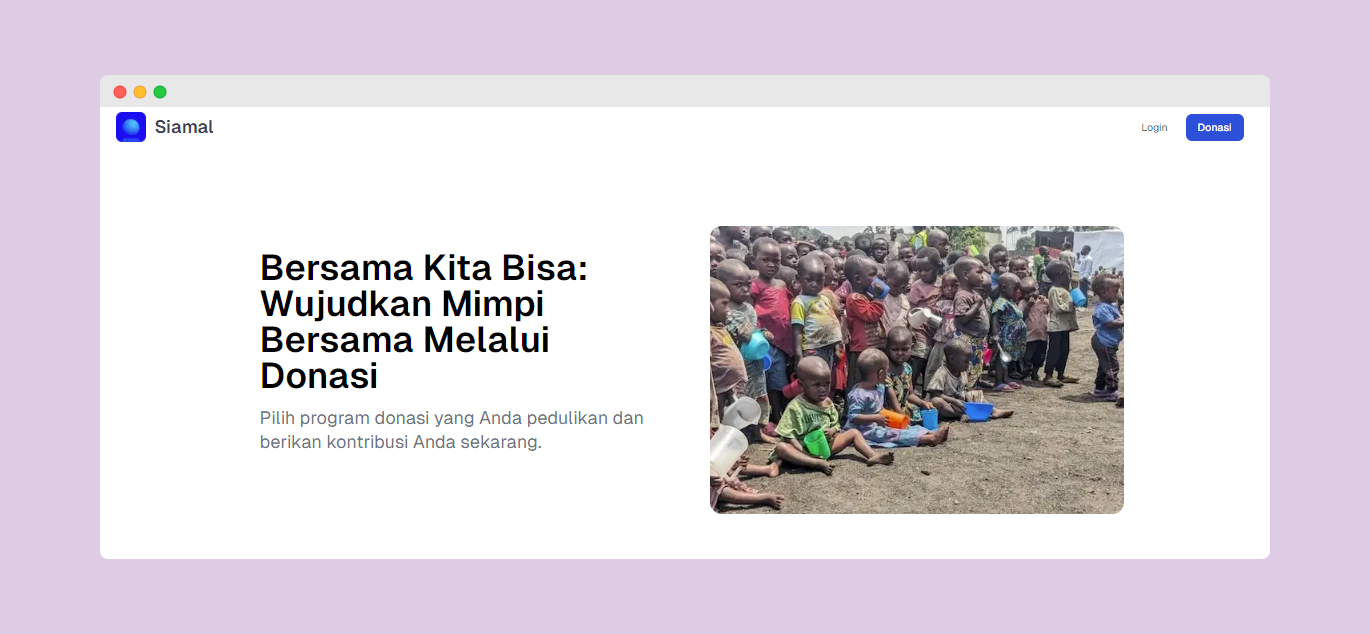 Siamal
Login
Donasi
Bersama Kita Bisa:
Wujudkan Mimpi
Bersama Melalui
Donasi
Pilih program donasi yang Anda pedulikan dan
berikan kontribusi Anda sekarang.